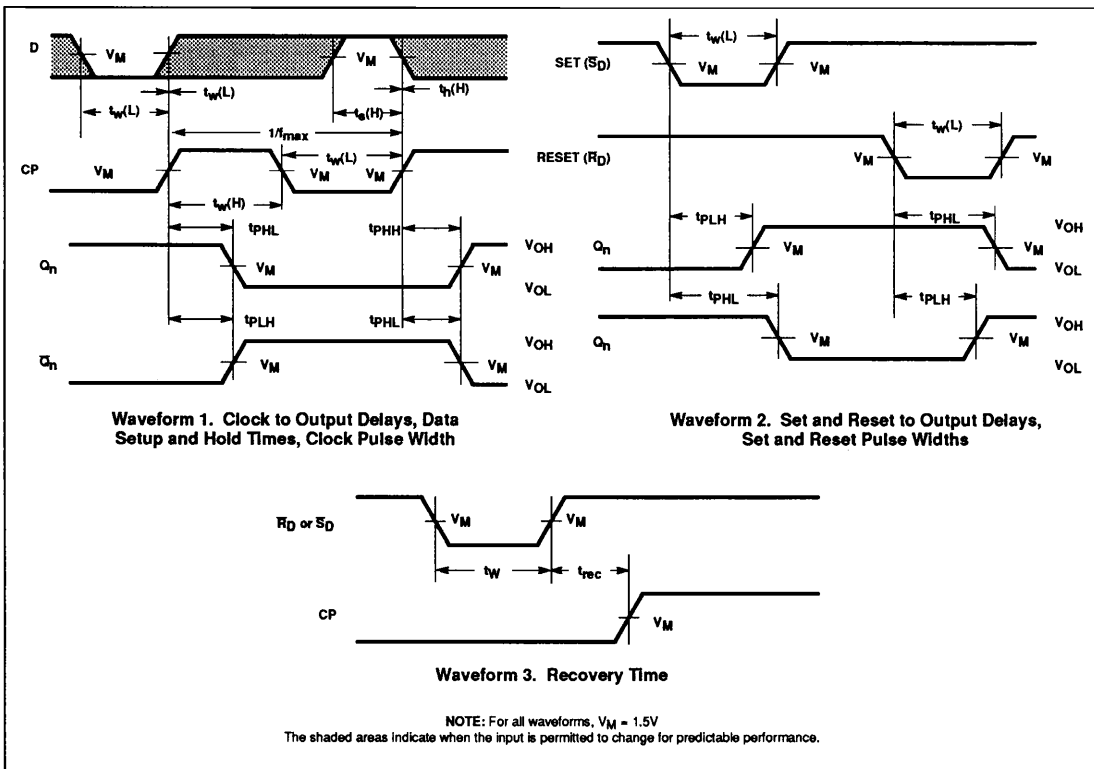 D
V_M V_M
t_w(L) t_w(L) t_s(H) t_h(H)
1/f_max
CP V_M t_w(L) V_M V_M
t_w(H)
t_PHL t_PHH V_OH
Q_n V_M V_M
V_OL
t_PLH t_PHL V_OH
Q̅_n V_M V_M
V_OL
Waveform 1. Clock to Output Delays, Data
Setup and Hold Times, Clock Pulse Width
t_w(L)
SET (S̅_D) V_M V_M
t_w(L)
RESET (R̅_D) V_M V_M
t_PLH t_PHL V_OH
Q_n V_M V_M
V_OL
t_PHL t_PLH V_OH
Q_n V_M V_M
V_OL
Waveform 2. Set and Reset to Output Delays,
Set and Reset Pulse Widths
R̅_D or S̅_D V_M V_M
t_W t_rec
CP V_M
Waveform 3. Recovery Time
NOTE: For all waveforms, V_M = 1.5V
The shaded areas indicate when the input is permitted to change for predictable performance.